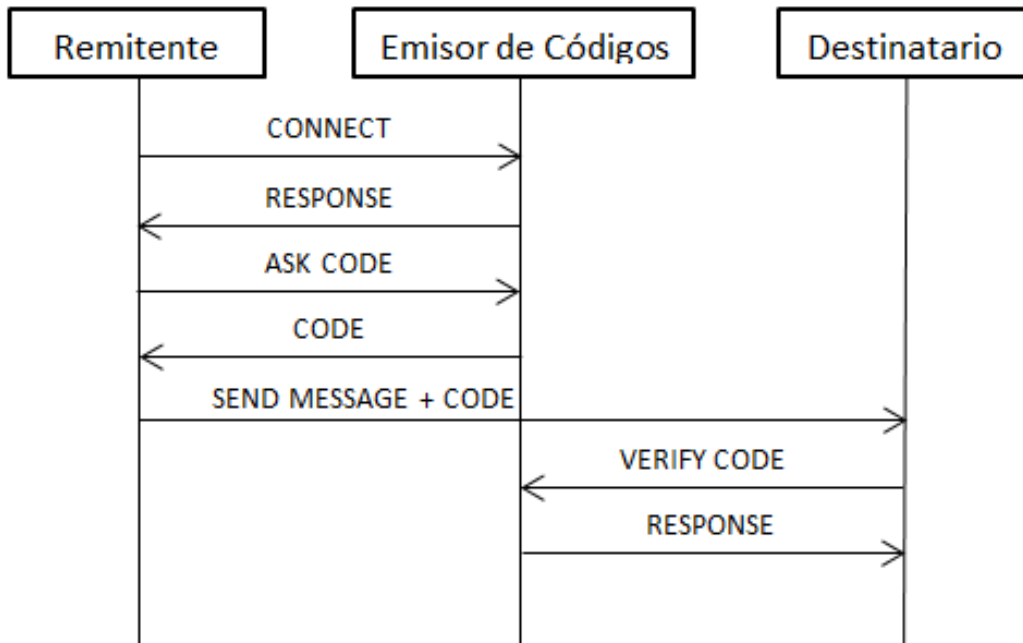 Remitente
Emisor de Códigos
Destinatario
CONNECT
RESPONSE
ASK CODE
CODE
SEND MESSAGE + CODE
VERIFY CODE
RESPONSE